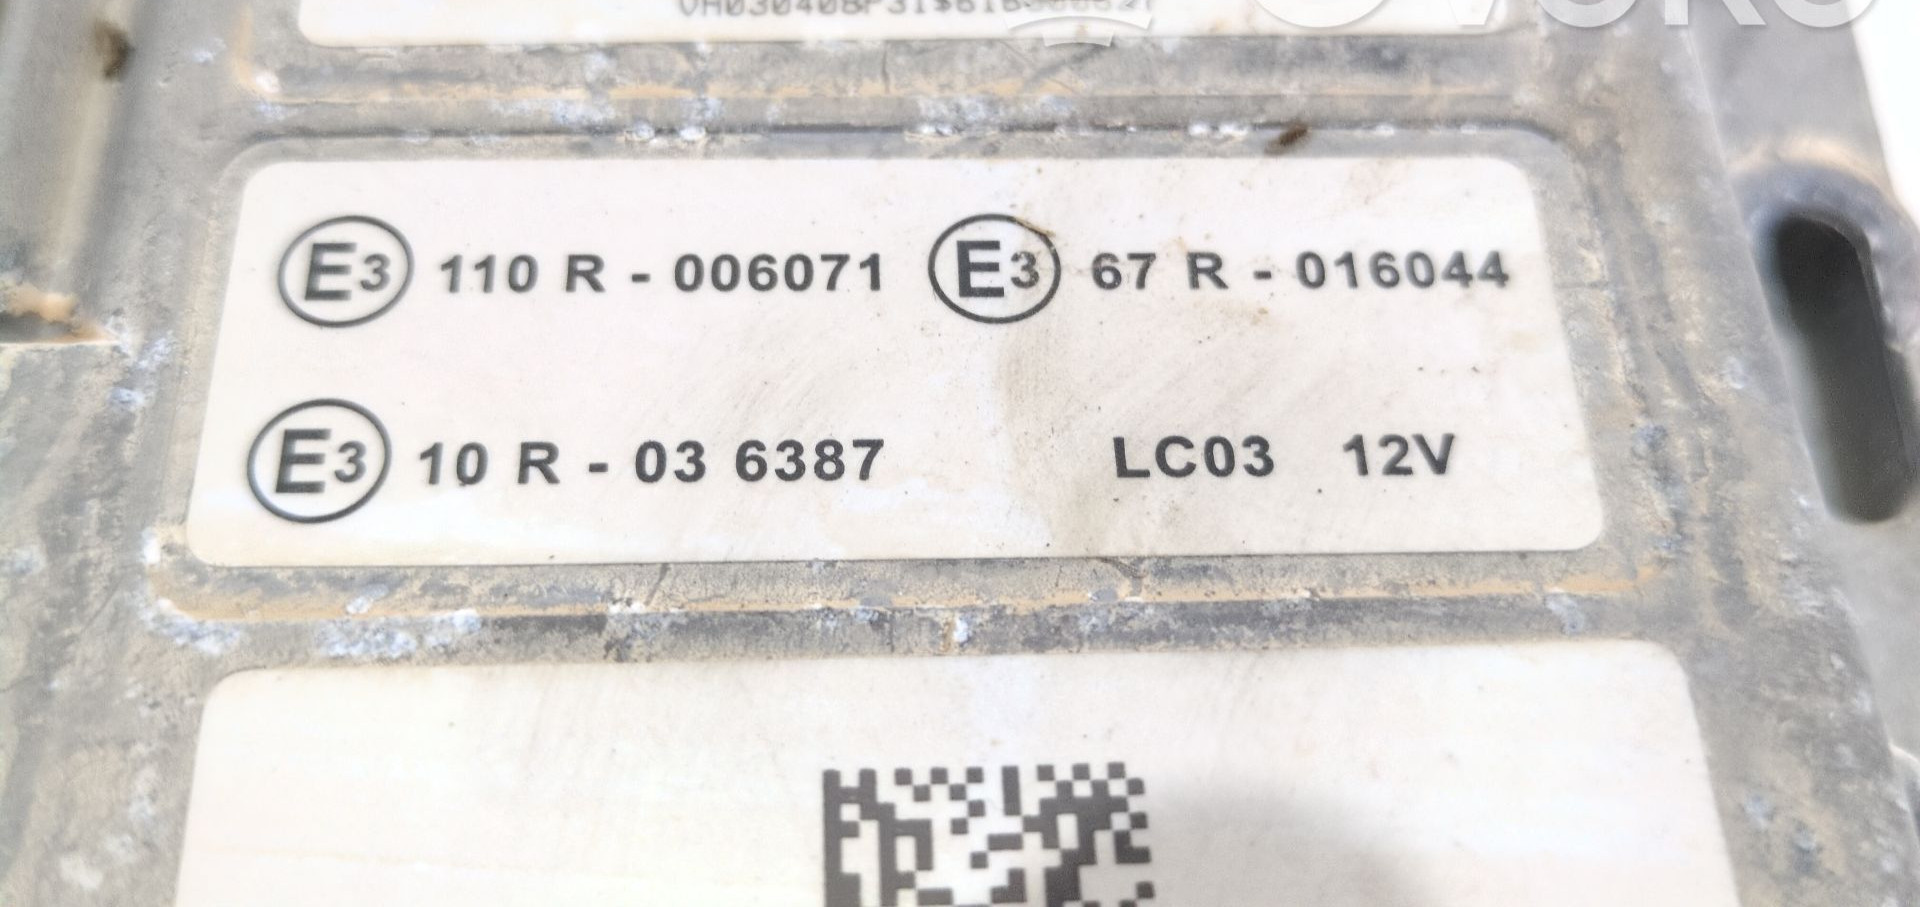 E3 110 R - 006071 E3 67 R - 016044
E3 10 R - 03 6387 LC03 12V